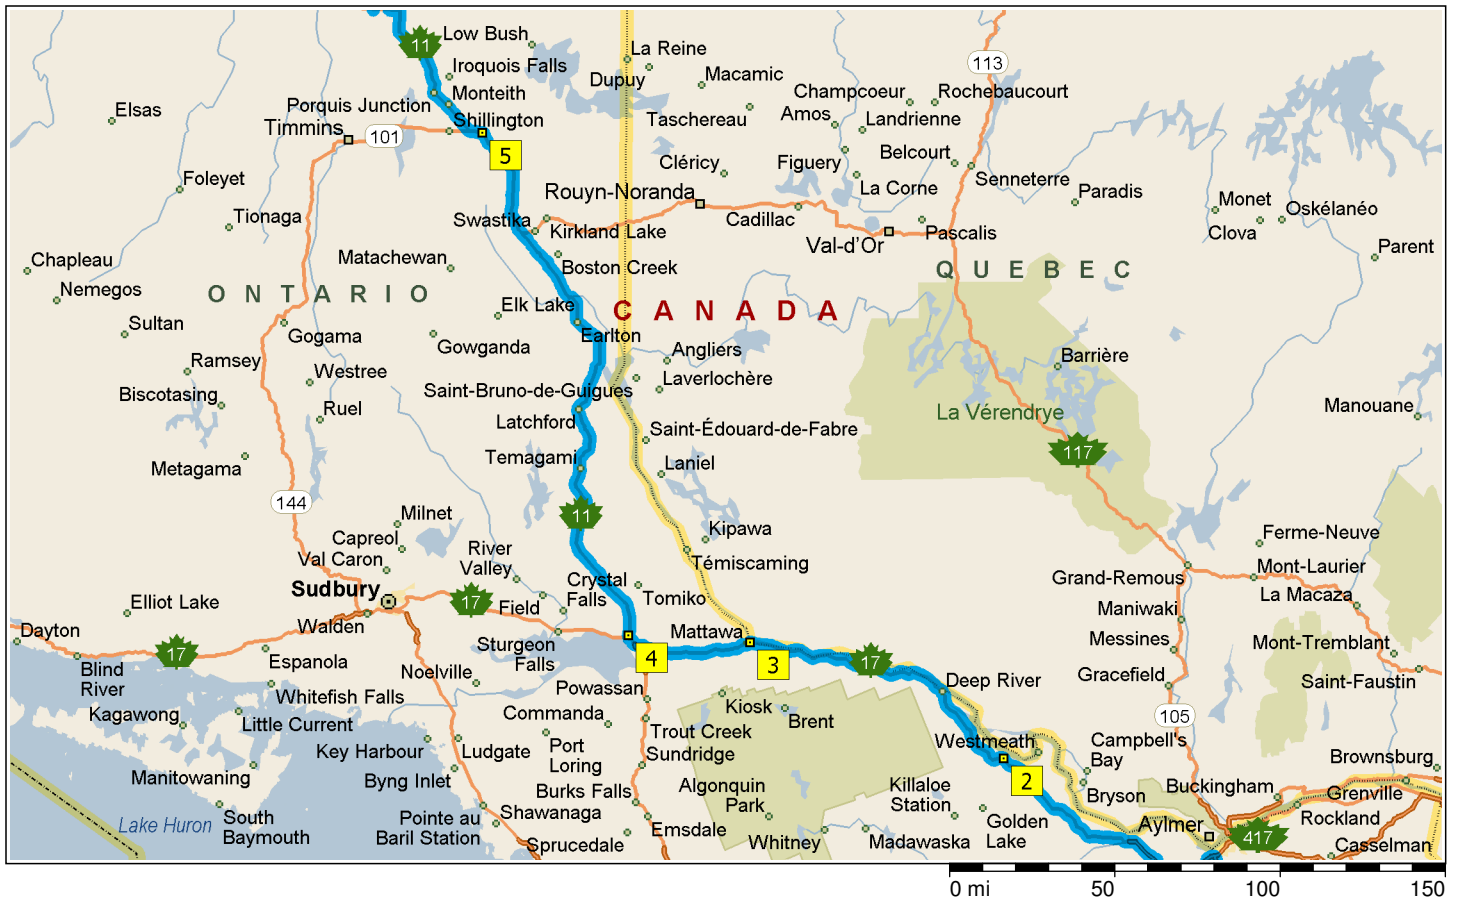 Low Bush
11
La Reine
Iroquois Falls
113
Macamic
Dupuy
Monteith
Champcoeur
Rochebaucourt
Porquis Junction
Elsas
Amos
Landrienne
Shillington
Taschereau
Timmins
101
5
Belcourt
Cléricy
Figuery
Foleyet
Senneterre
La Corne
Rouyn-Noranda
Paradis
Monet
Oskélanéo
Tionaga
Swastika
Cadillac
Kirkland Lake
Pascalis
Clova
Val-d'Or
Parent
Chapleau
Matachewan
Boston Creek
QUEBEC
Nemegos
ONTARIO
Elk Lake
CANADA
Sultan
Gogama
Earlton
Gowganda
Angliers
Barrière
Ramsey
Westree
Laverlochère
Biscotasing
Saint-Bruno-de-Guigues
Ruel
Manouane
La Vérendrye
Latchford
Saint-Édouard-de-Fabre
117
Temagami
Laniel
Metagama
144
Milnet
11
Kipawa
Ferme-Neuve
Capreol
Val Caron
River
Valley
Témiscaming
Mont-Laurier
Crystal
Falls
Grand-Remous
Sudbury
La Macaza
Tomiko
17
Elliot Lake
Field
Maniwaki
Walden
Dayton
Mattawa
Messines
Mont-Tremblant
Sturgeon
Falls
17
4
3
17
Espanola
Blind
River
Noelville
Gracefield
Deep River
Saint-Faustin
Powassan
Whitefish Falls
Kiosk
Kagawong
Commanda
105
Brent
Little Current
Trout Creek
Westmeath
Campbell's
Bay
Key Harbour
Ludgate
Port
Loring
Sundridge
Brownsburg
Manitowaning
Byng Inlet
2
Algonquin
Park
Killaloe
Station
Buckingham
Burks Falls
Bryson
Grenville
Shawanaga
South
Baymouth
Pointe au
Baril Station
Rockland
Lake Huron
Golden
Lake
Aylmer
Emsdale
417
Sprucedale
Whitney
Madawaska
Casselman
0 mi
50
100
150